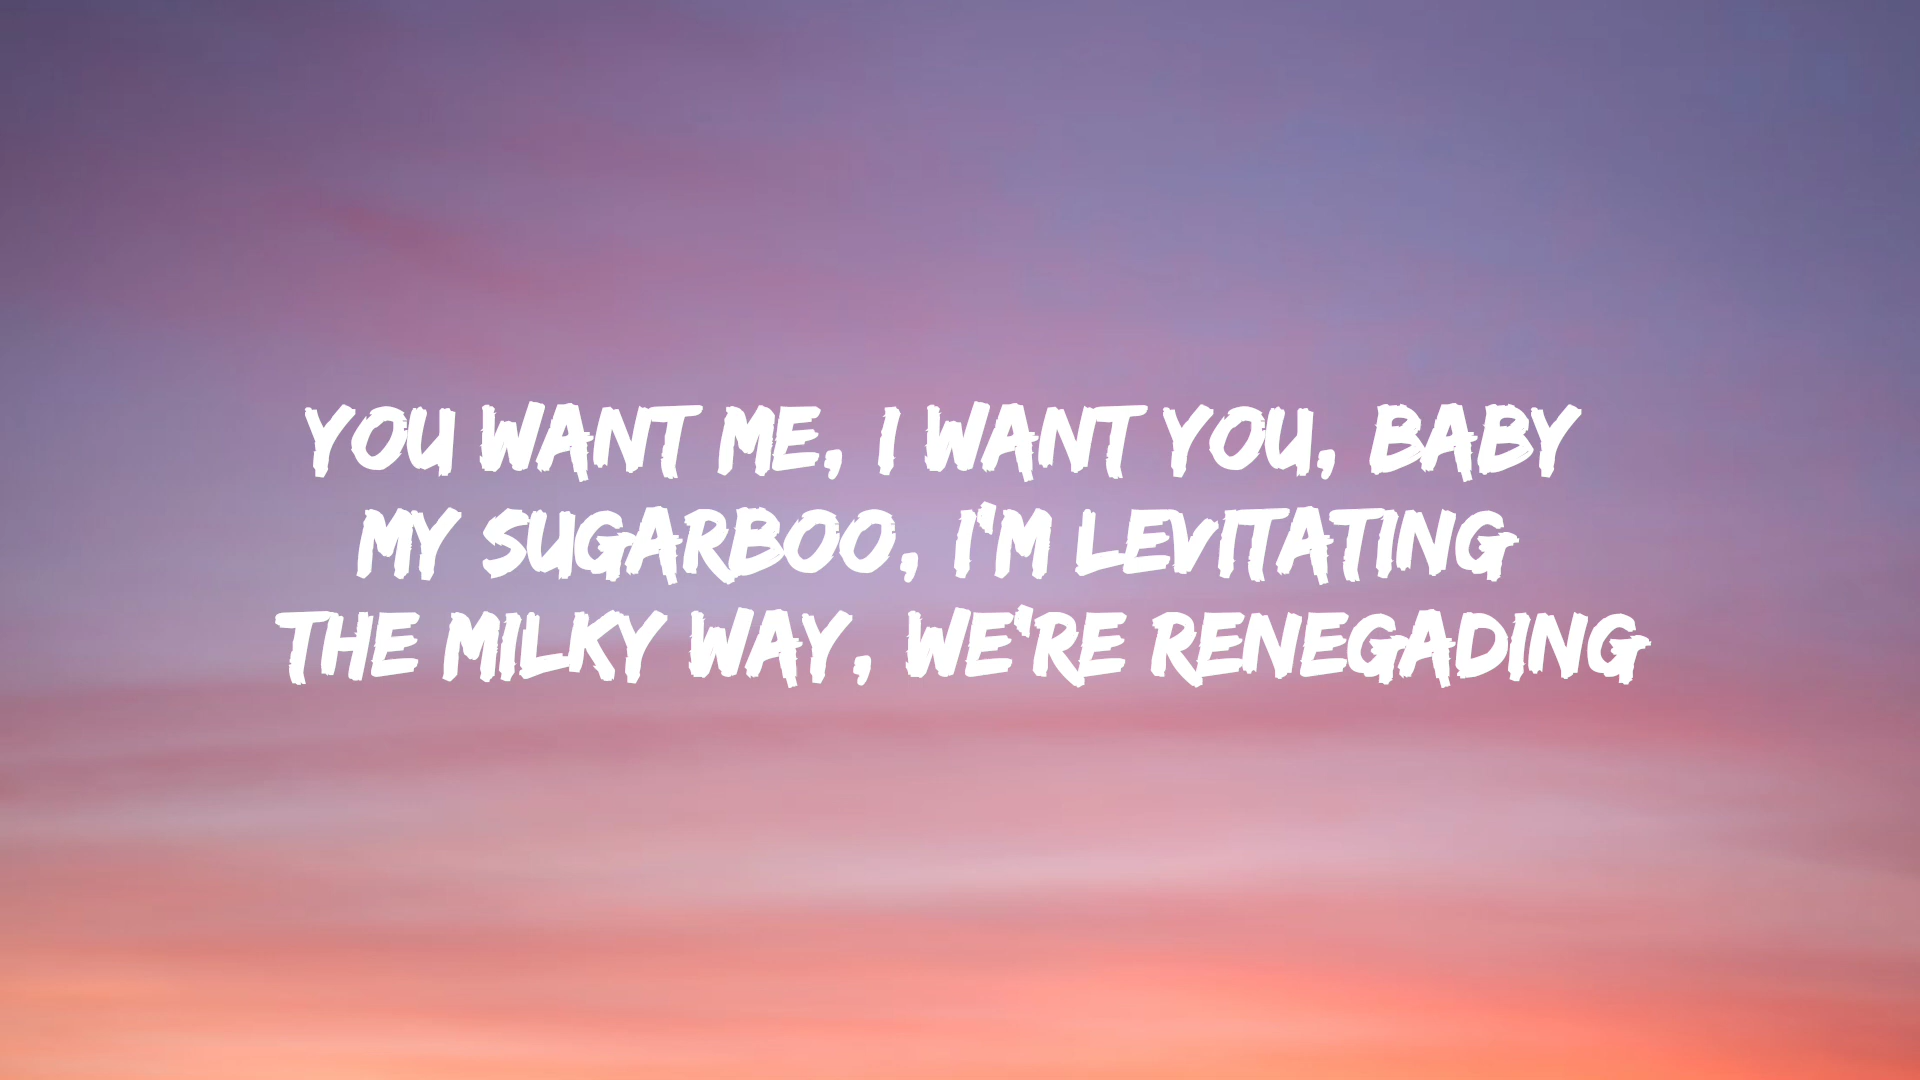 YOU WANT ME, I WANT YOU, BABY
MY SUGARBOO, I'M LEVITATING
THE MILKY WAY, WE'RE RENEGADING